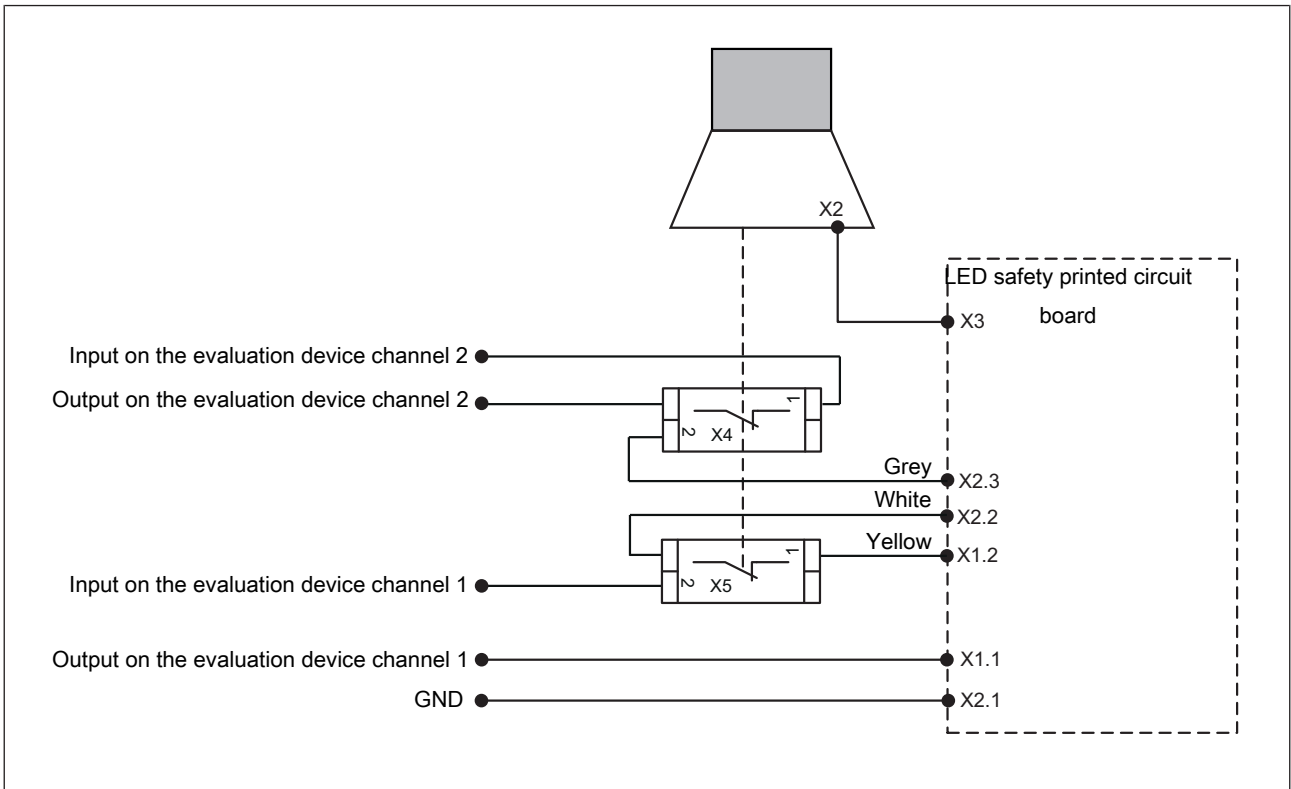 X2
LED safety printed circuit
board
X3
Input on the evaluation device channel 2
Output on the evaluation device channel 2
1
2
X4
Grey
X2.3
White
X2.2
Yellow
X1.2
1
2
X5
Input on the evaluation device channel 1
Output on the evaluation device channel 1
X1.1
GND
X2.1